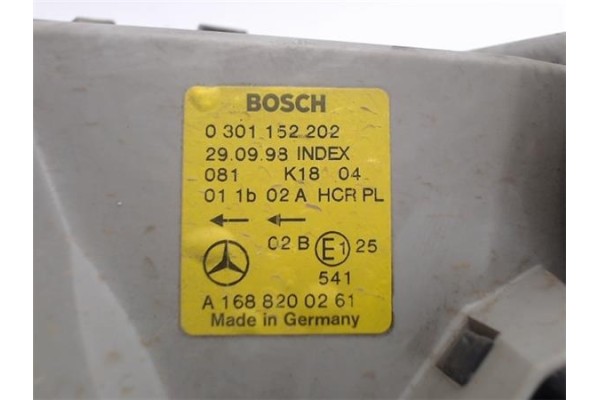 BOSCH
0 301 152 202
29.09.98 INDEX
081 K18 04
01 1b 02 A HCR PL
02 B E1 25
541
A 168 820 02 61
Made in Germany